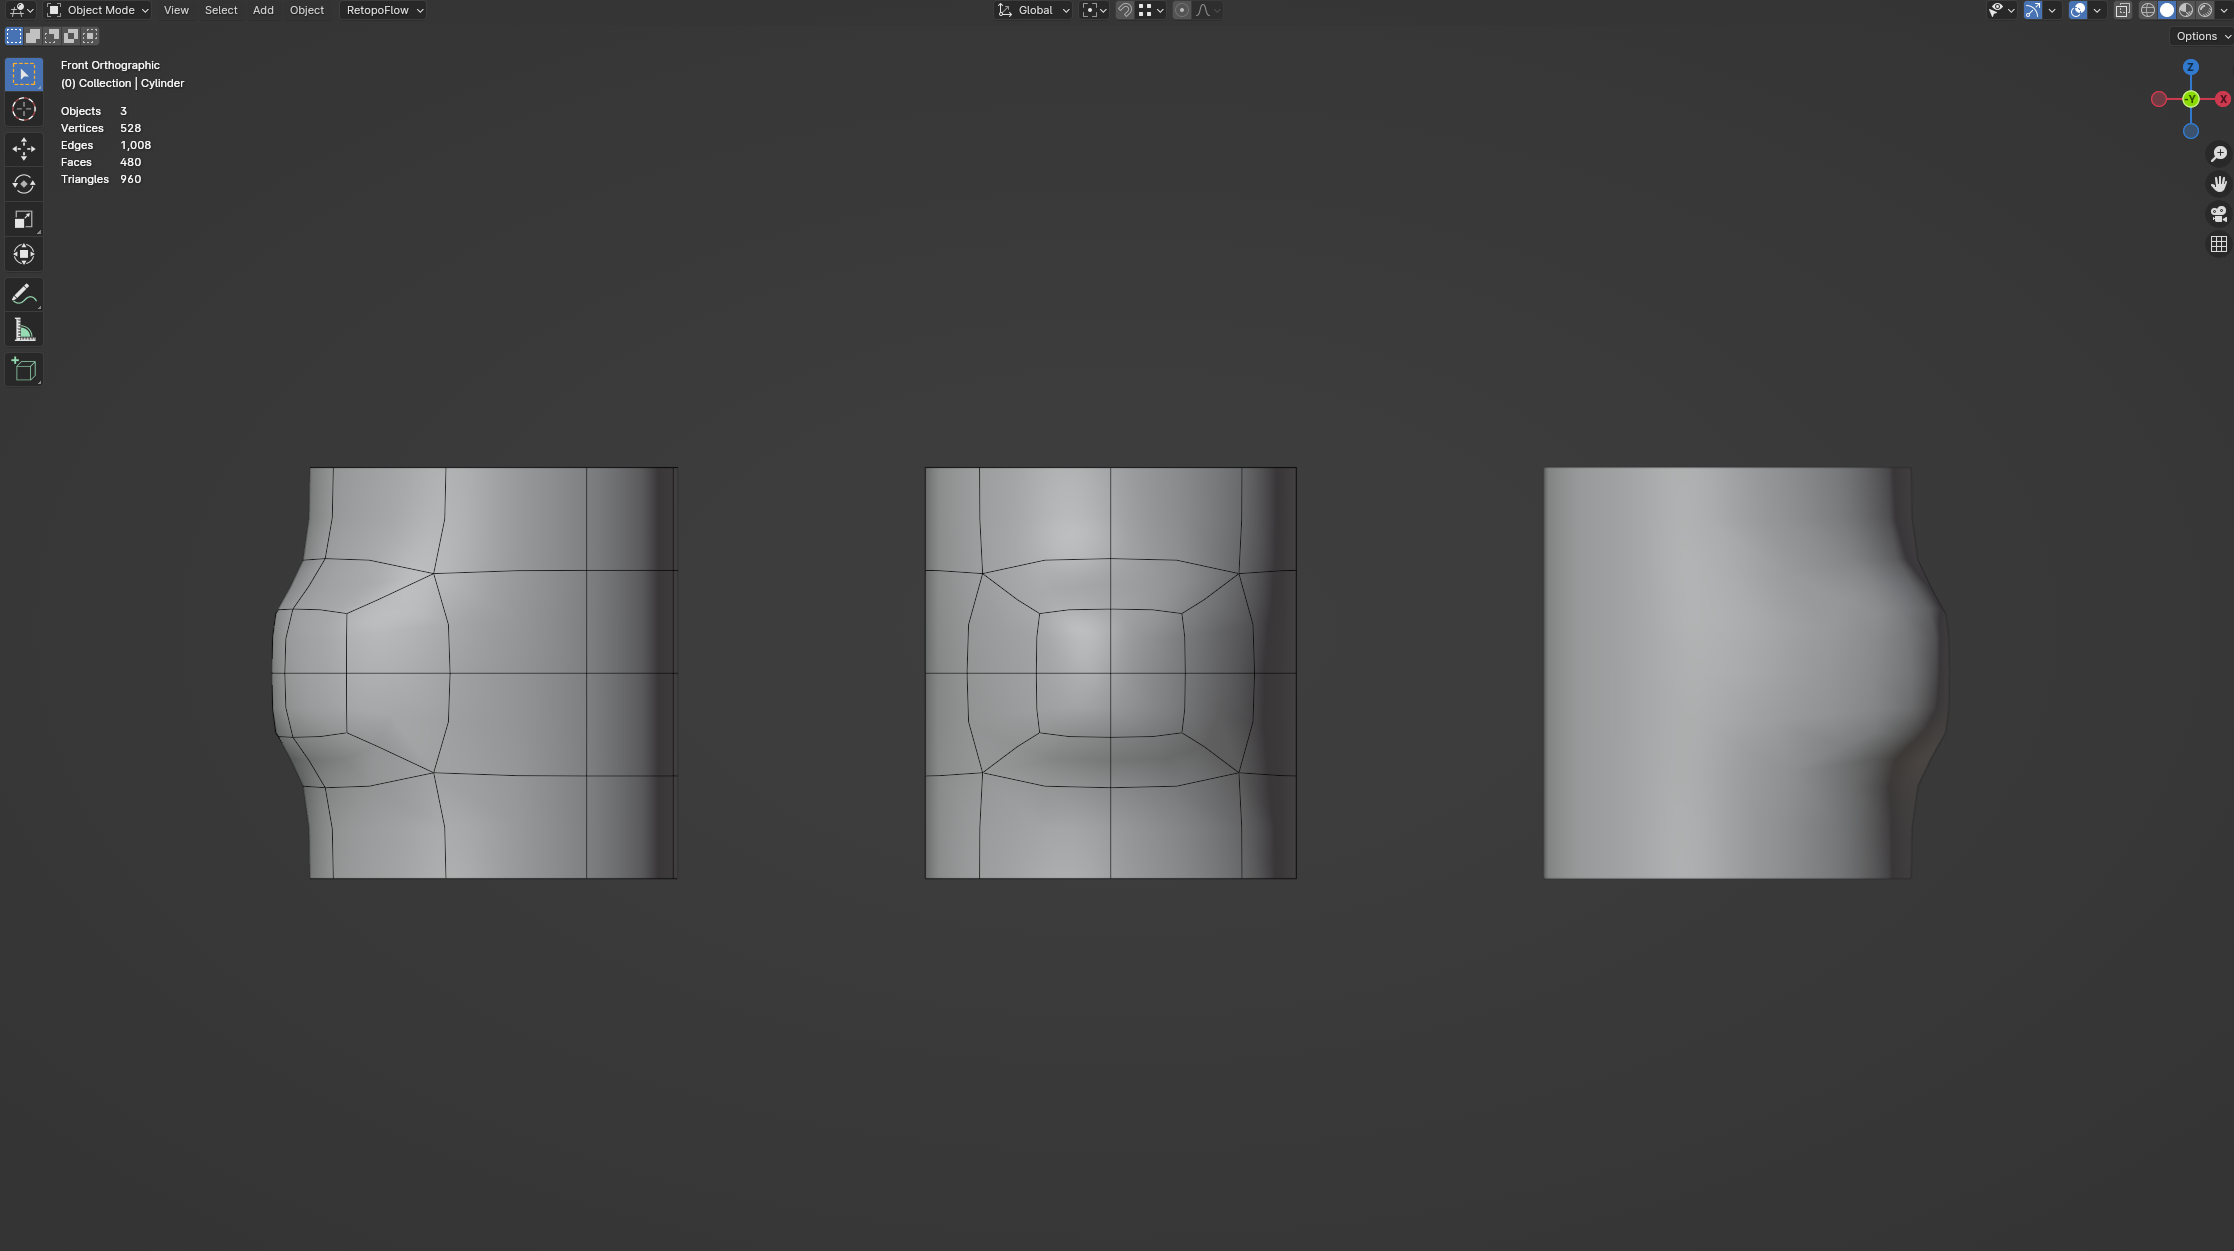 Object Mode View Select Add Object RetopoFlow Global
Options
Front Orthographic
(0) Collection | Cylinder
Objects 3
Vertices 528
Edges 1,008
Faces 480
Triangles 960
Z
-Y X